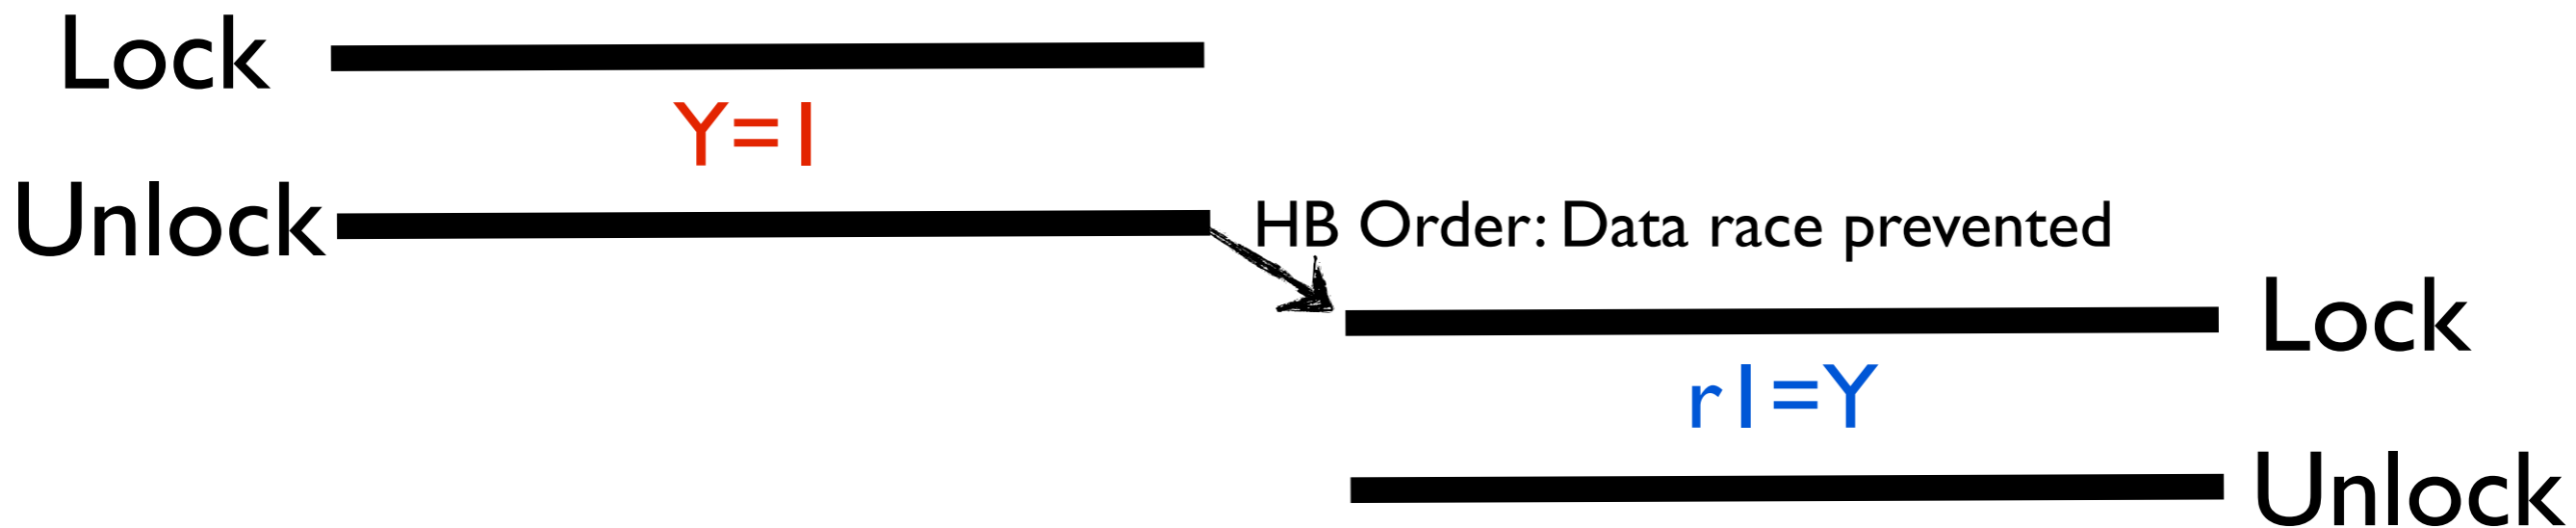 Lock
Y=1
Unlock
HB Order: Data race prevented
Lock
r1=Y
Unlock